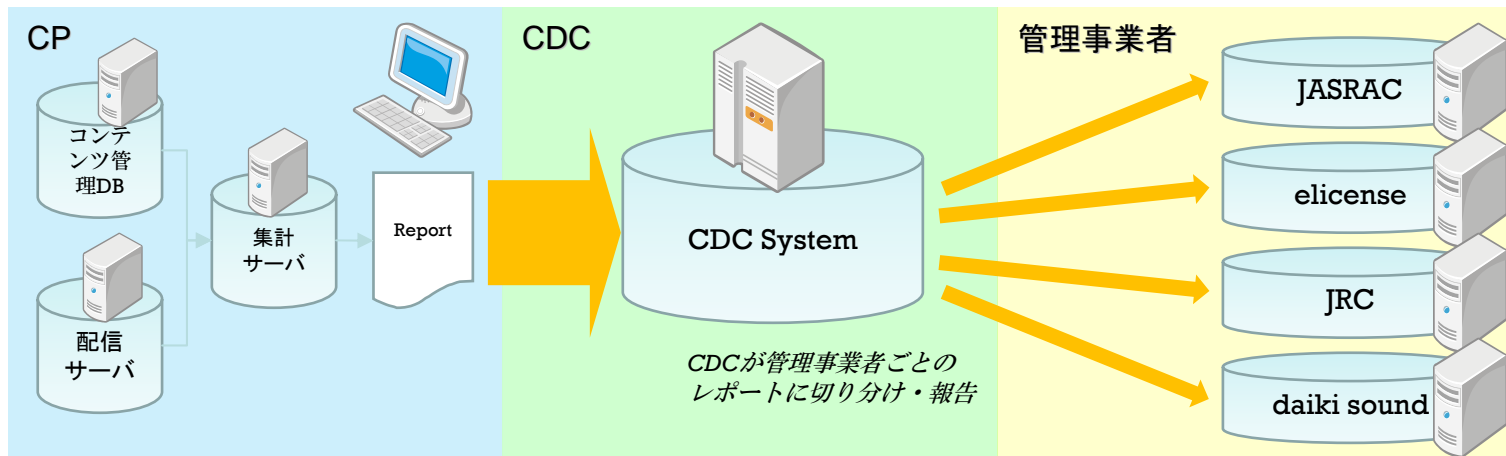 CP
コンテ
ンツ管
理DB
配信
サーバ
集計
サーバ
Report
CDC
CDC System
CDCが管理事業者ごとの
レポートに切り分け・報告
管理事業者
JASRAC
elicense
JRC
daiki sound